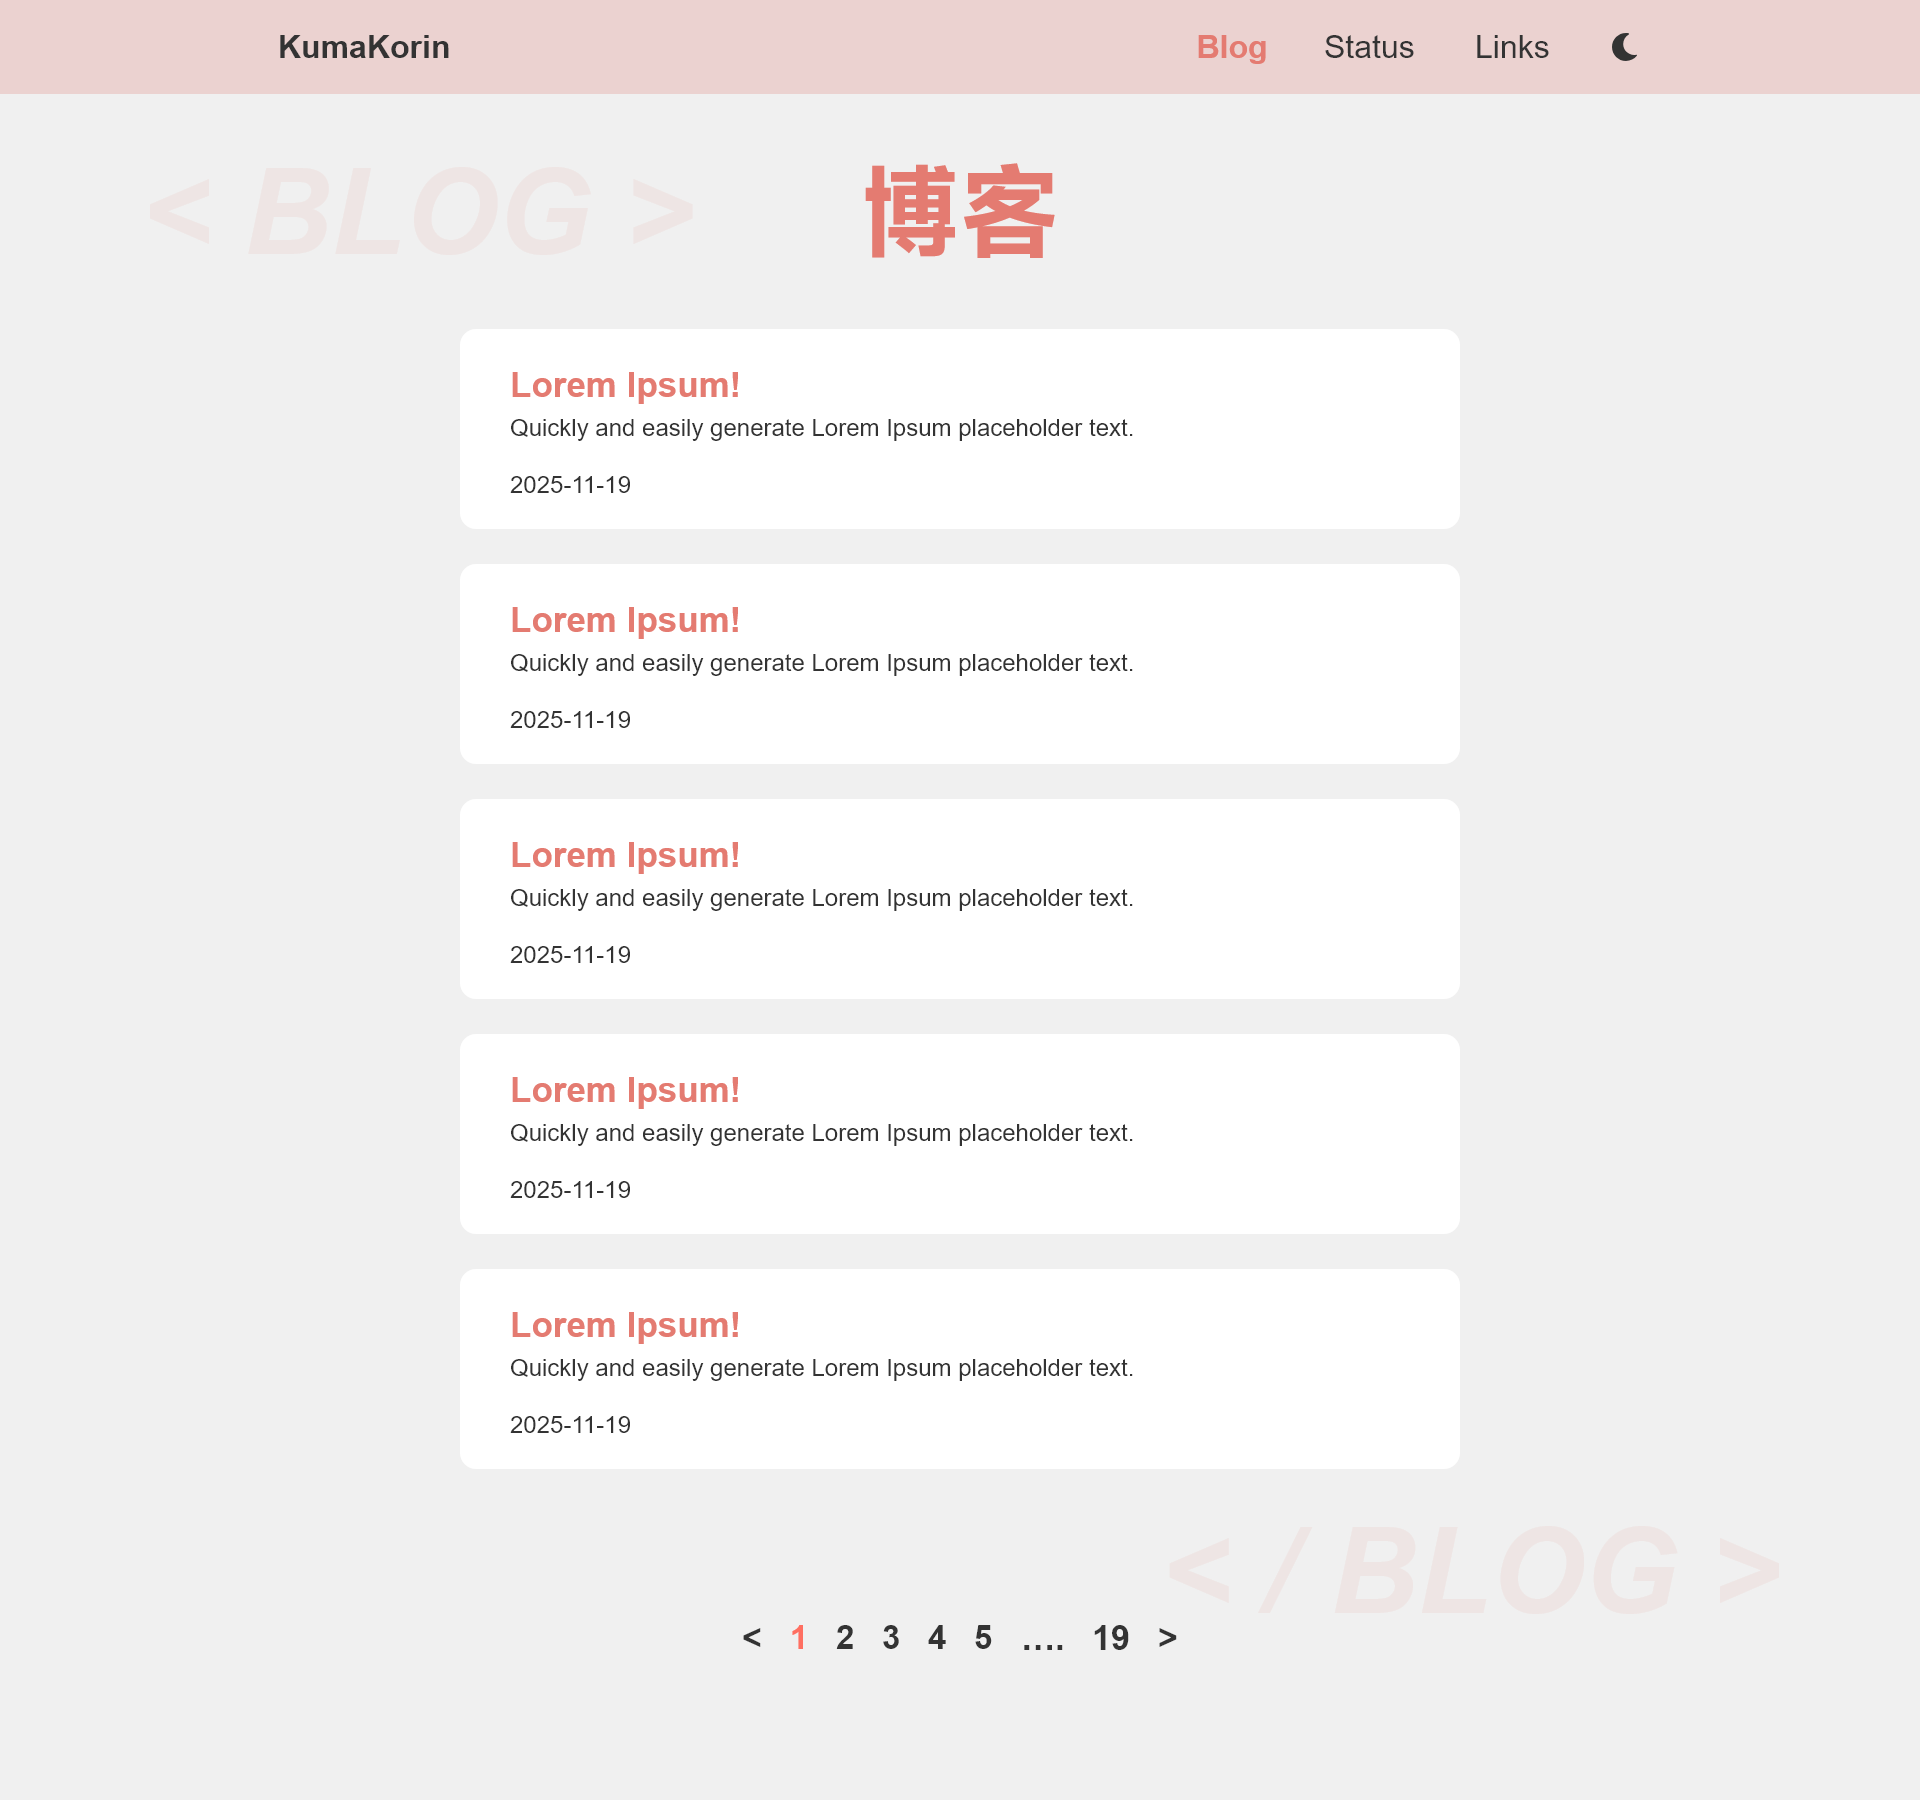 KumaKorin Blog Status Links
< BLOG > 博客
Lorem Ipsum!
Quickly and easily generate Lorem Ipsum placeholder text.
2025-11-19
Lorem Ipsum!
Quickly and easily generate Lorem Ipsum placeholder text.
2025-11-19
Lorem Ipsum!
Quickly and easily generate Lorem Ipsum placeholder text.
2025-11-19
Lorem Ipsum!
Quickly and easily generate Lorem Ipsum placeholder text.
2025-11-19
Lorem Ipsum!
Quickly and easily generate Lorem Ipsum placeholder text.
2025-11-19
< / BLOG >
< 1 2 3 4 5 .... 19 >